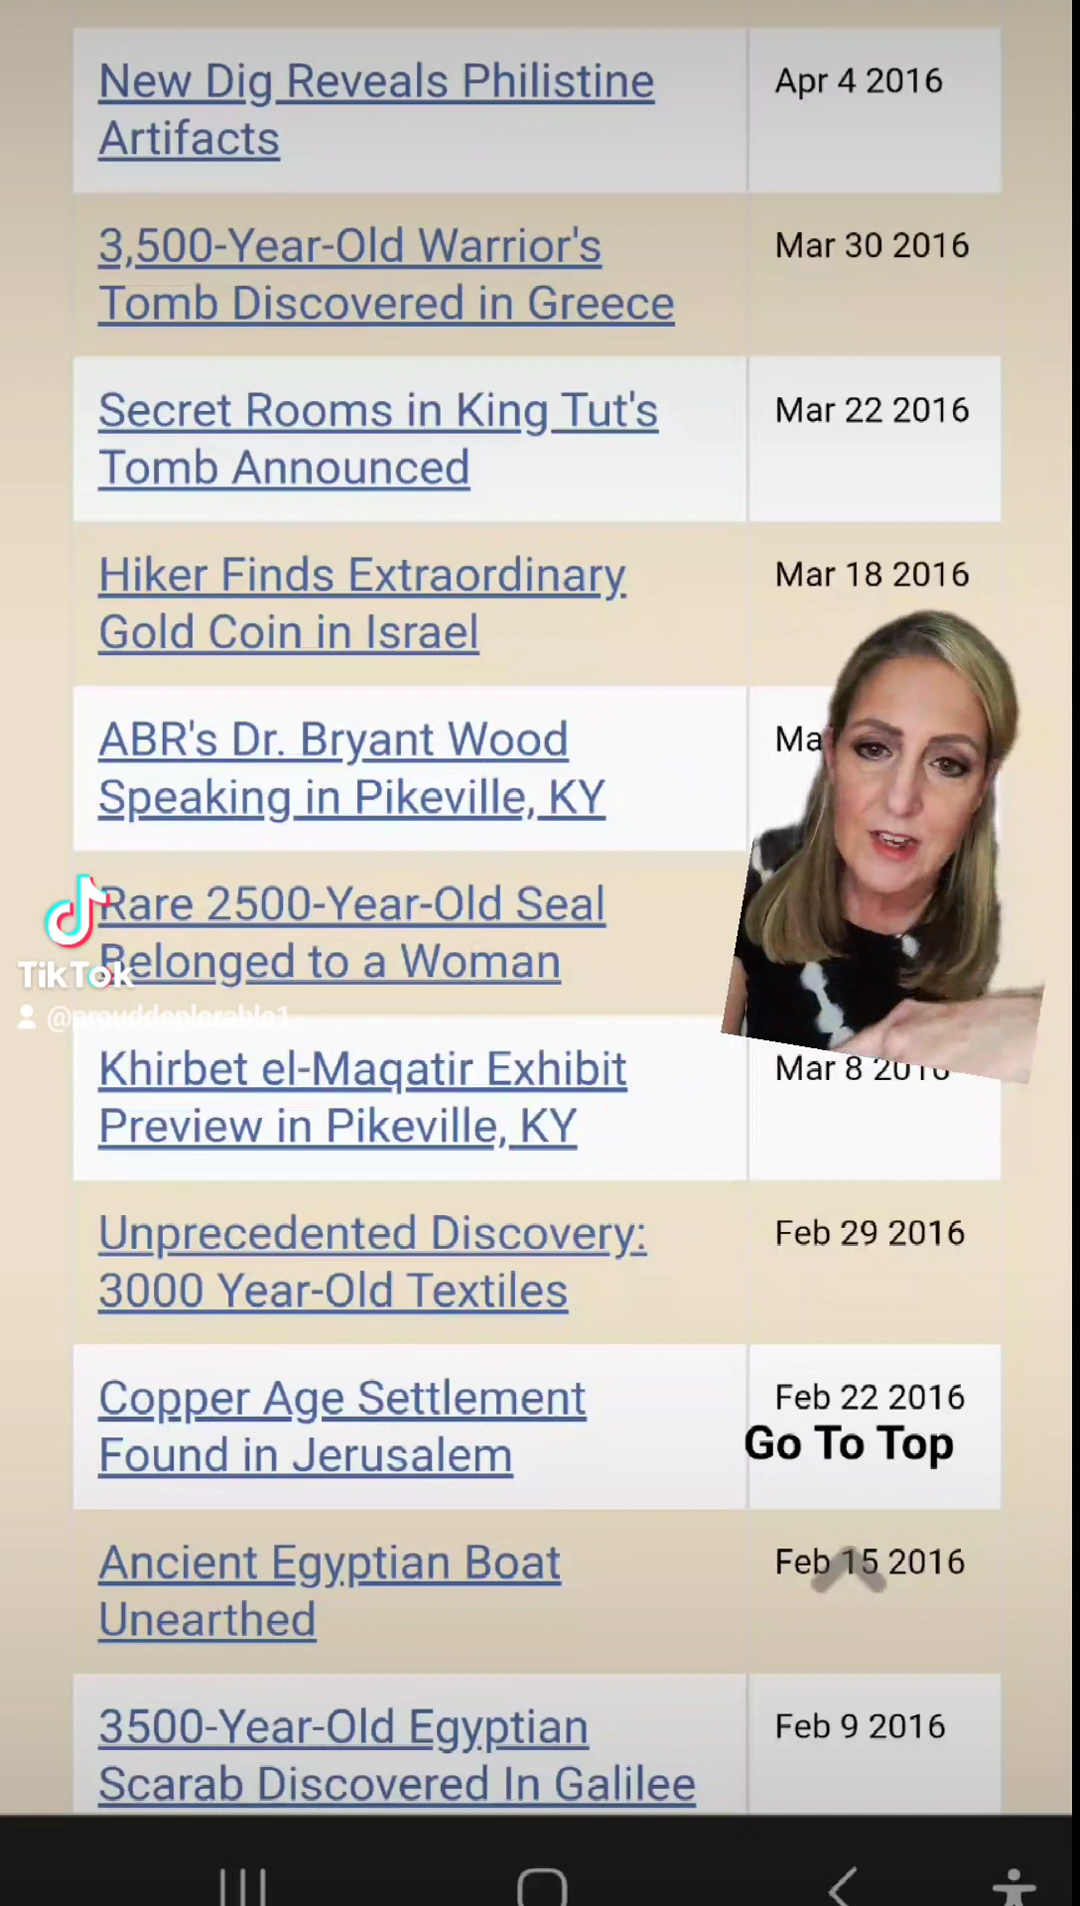 New Dig Reveals Philistine
Artifacts
Apr 4 2016
3,500-Year-Old Warrior's
Tomb Discovered in Greece
Mar 30 2016
Secret Rooms in King Tut's
Tomb Announced
Mar 22 2016
Hiker Finds Extraordinary
Gold Coin in Israel
Mar 18 2016
ABR's Dr. Bryant Wood
Speaking in Pikeville, KY
Rare 2500-Year-Old Seal
Belonged to a Woman
TikTok
@prouddeplorable1
Khirbet el-Maqatir Exhibit
Preview in Pikeville, KY
Mar 8 2016
Unprecedented Discovery:
3000 Year-Old Textiles
Feb 29 2016
Copper Age Settlement
Found in Jerusalem
Feb 22 2016
Go To Top
Ancient Egyptian Boat
Unearthed
Feb 15 2016
3500-Year-Old Egyptian
Scarab Discovered In Galilee
Feb 9 2016